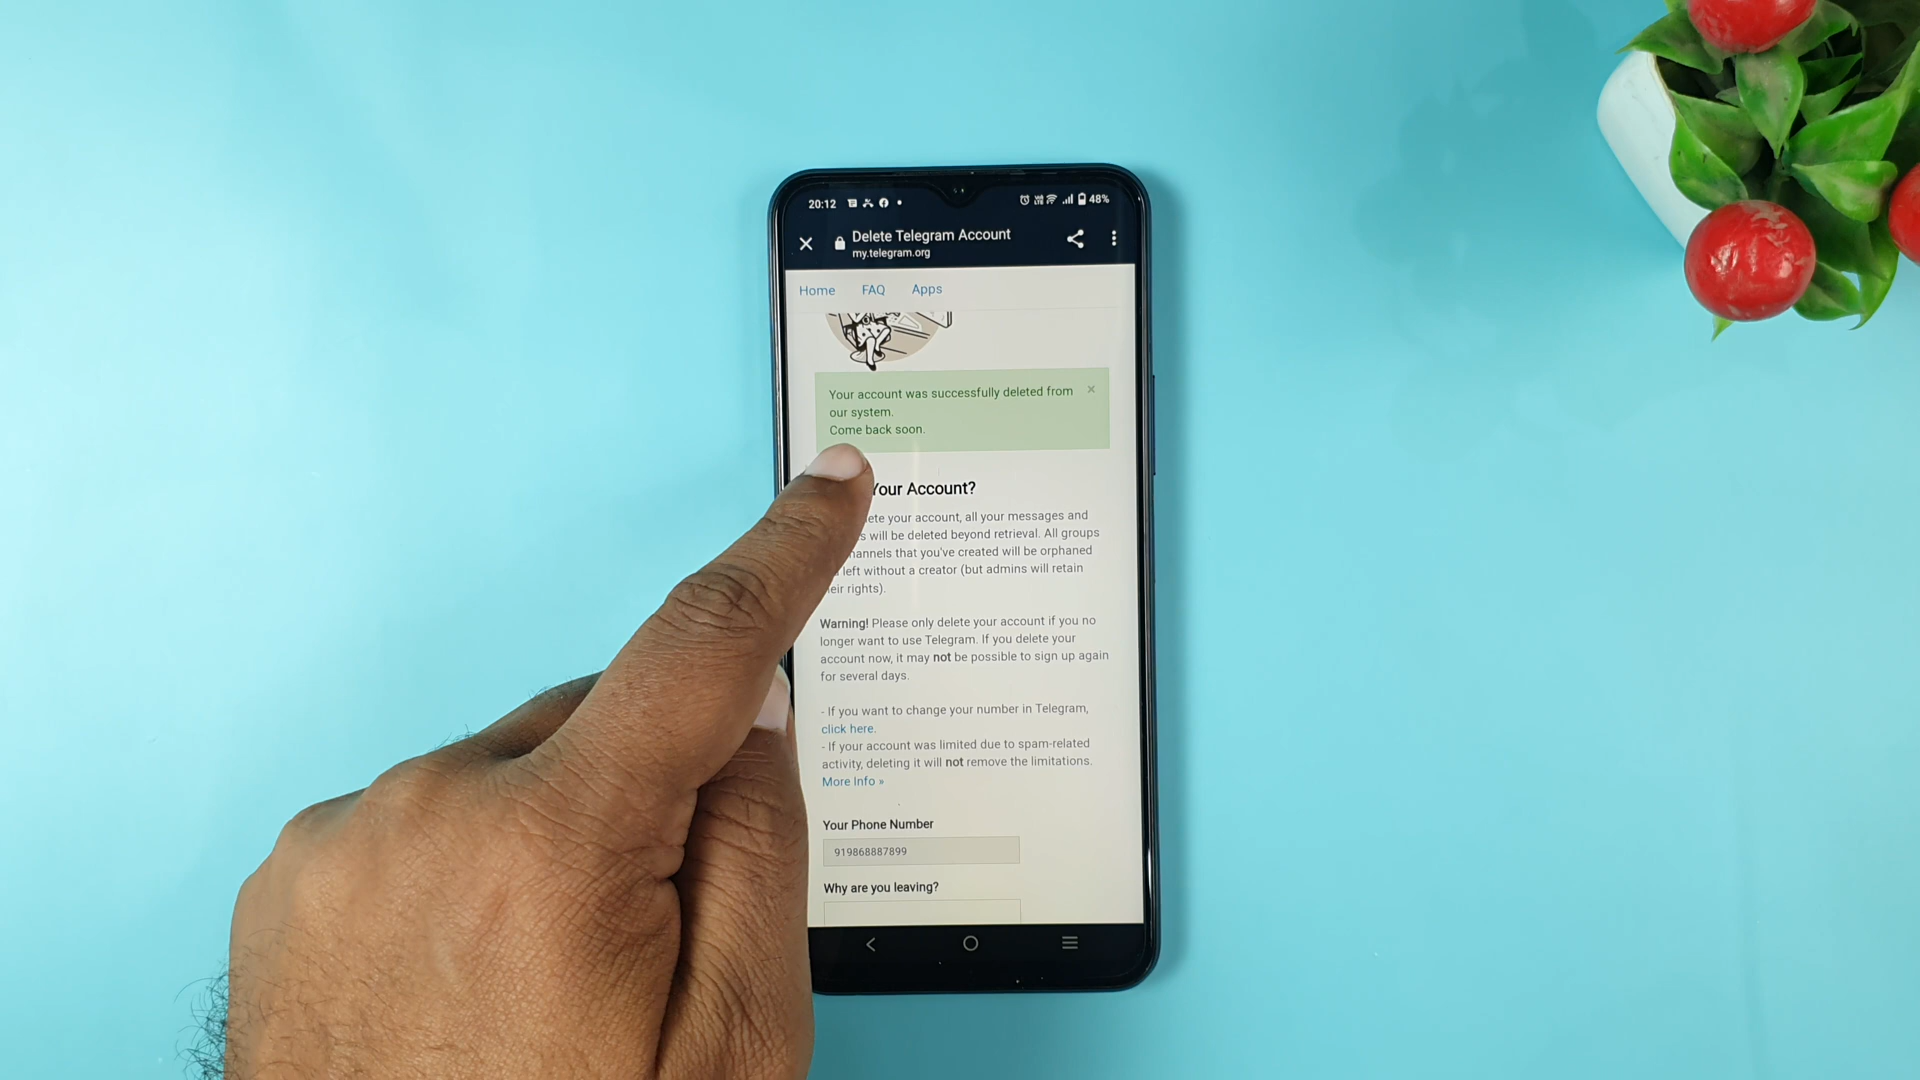 20:12 48%
Delete Telegram Account
my.telegram.org
Home FAQ Apps
Your account was successfully deleted from
our system.
Come back soon.
Your Account?
your account, all your messages and
will be deleted beyond retrieval. All groups
that you've created will be orphaned
left without a creator (but admins will retain
rights).
Warning! Please only delete your account if you no
longer want to use Telegram. If you delete your
account now, it may not be possible to sign up again
for several days.
- If you want to change your number in Telegram,
click here.
- If your account was limited due to spam-related
activity, deleting it will not remove the limitations.
More Info »
Your Phone Number
919868887899
Why are you leaving?